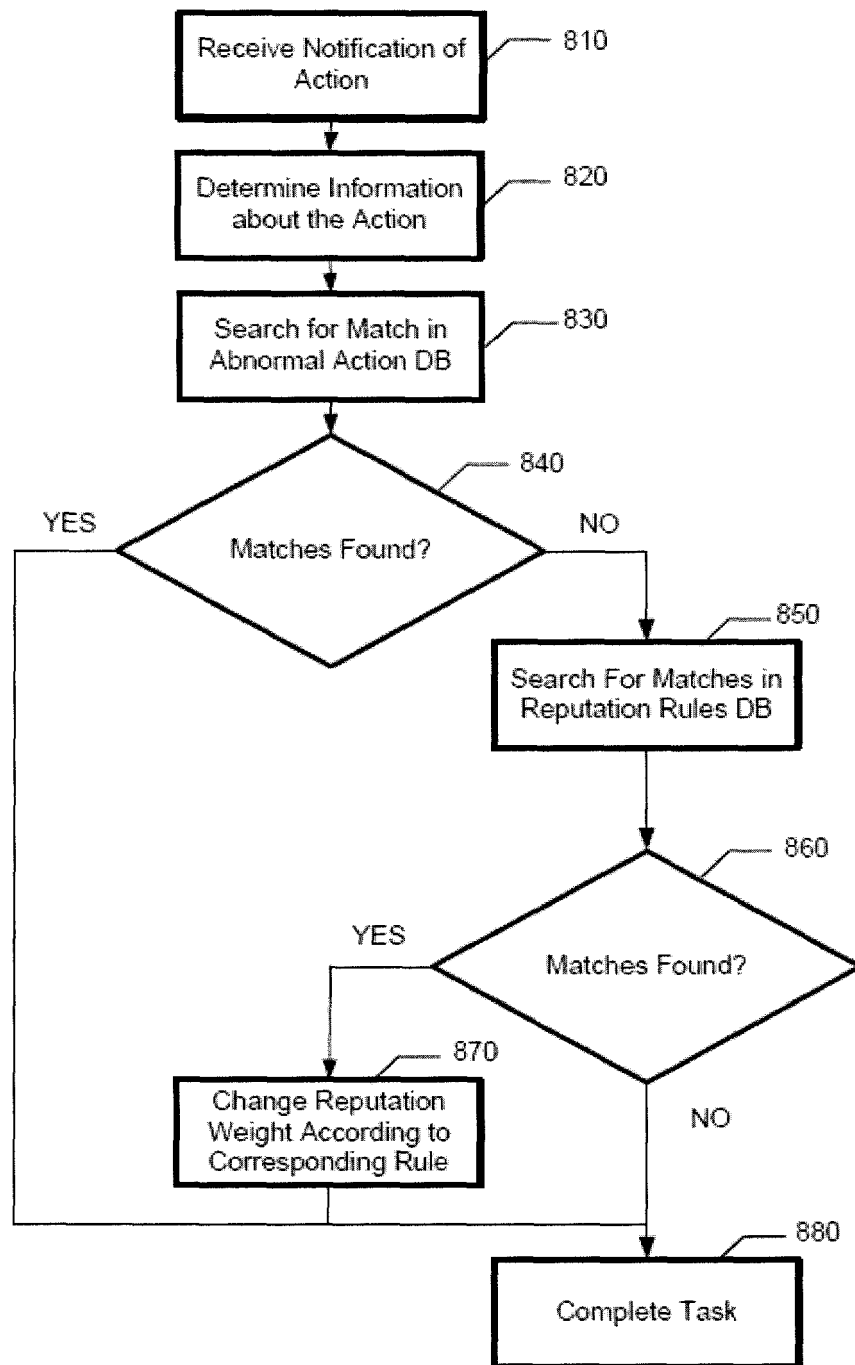 Receive Notification of
Action
810
Determine Information
about the Action
820
Search for Match in
Abnormal Action DB
830
840
YES
NO
Matches Found?
850
Search For Matches in
Reputation Rules DB
860
YES
Matches Found?
870
Change Reputation
Weight According to
Corresponding Rule
NO
880
Complete Task